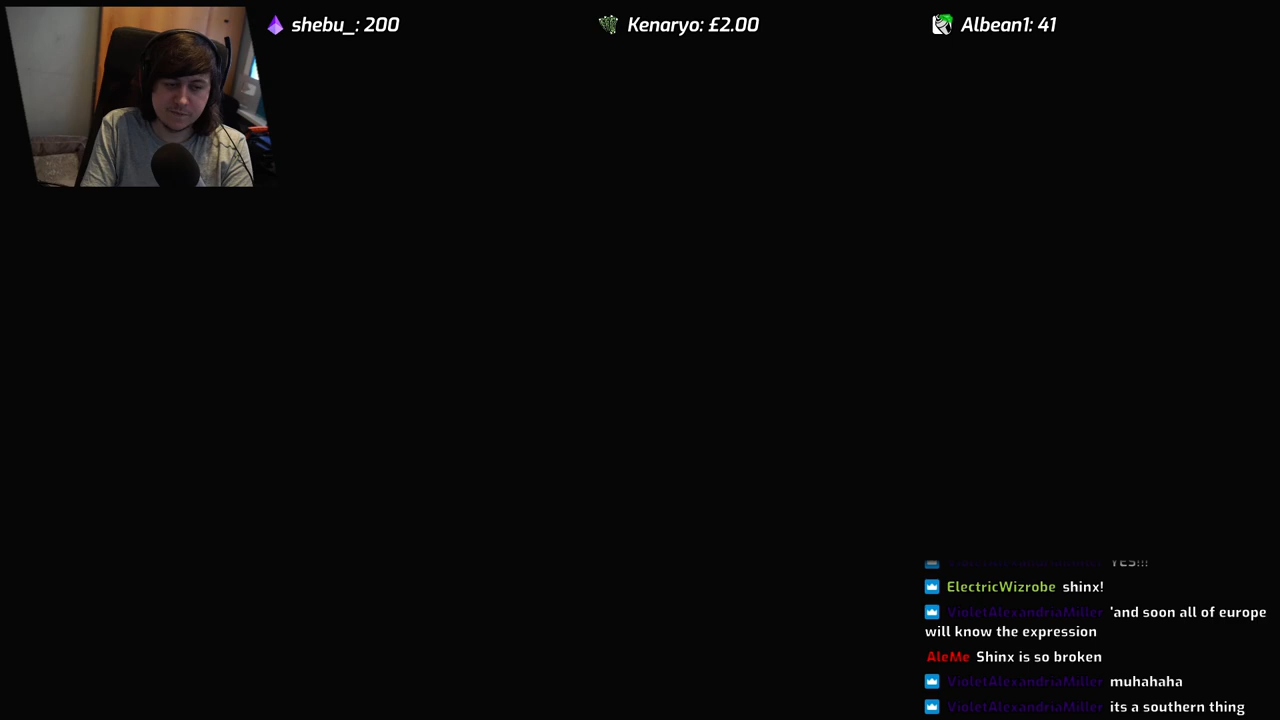 shebu_: 200
Kenaryo: £2.00
Albean1: 41
YES!!!
ElectricWizrobe shinx!
VioletAlexandriaMiller 'and soon all of europe
will know the expression
AleMe Shinx is so broken
VioletAlexandriaMiller muhahaha
VioletAlexandriaMiller its a southern thing